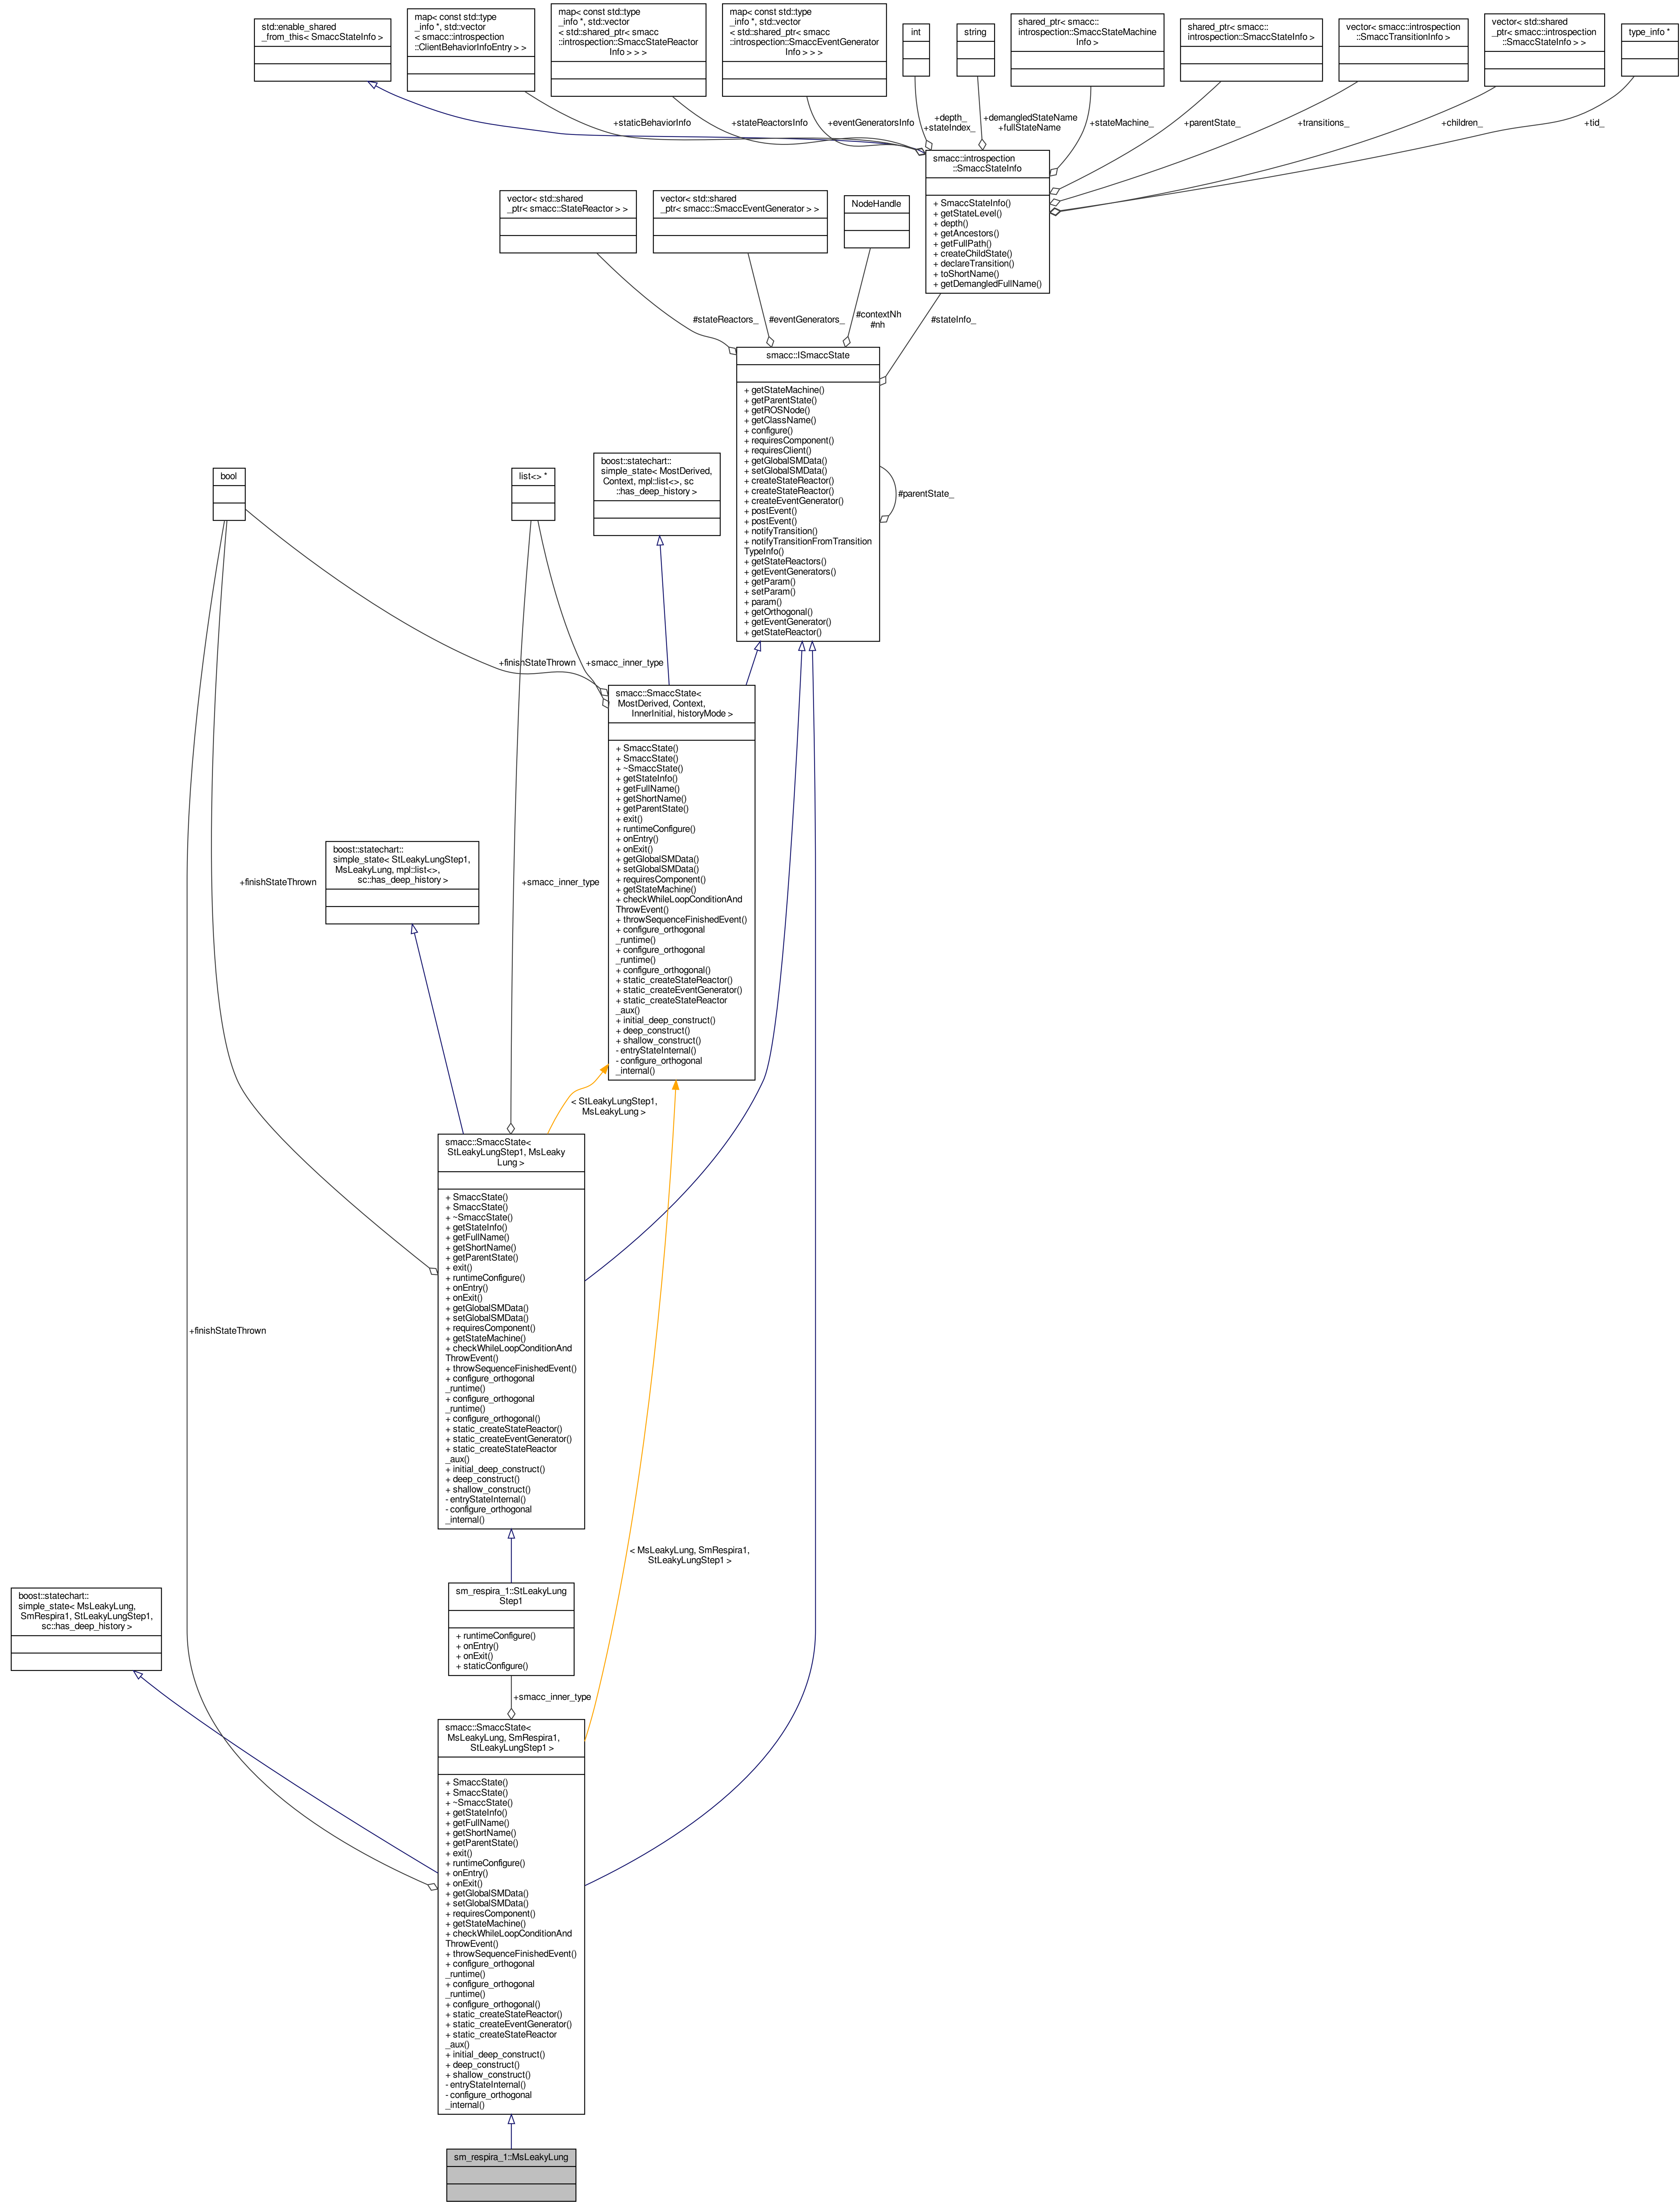 std::enable_shared
_from_this< SmaccStateInfo >
map< const std::type
_info *, std::vector
< smacc::introspection
::ClientBehaviorInfoEntry > >
map< const std::type
_info *, std::vector
< std::shared_ptr< smacc
::introspection::SmaccStateReactor
Info > > >
map< const std::type
_info *, std::vector
< std::shared_ptr< smacc
::introspection::SmaccEventGenerator
Info > > >
int
string
shared_ptr< smacc::
introspection::SmaccStateMachine
Info >
shared_ptr< smacc::
introspection::SmaccStateInfo >
vector< smacc::introspection
::SmaccTransitionInfo >
vector< std::shared
_ptr< smacc::introspection
::SmaccStateInfo > >
type_info *
+staticBehaviorInfo
+stateReactorsInfo
+eventGeneratorsInfo
+depth_
+stateIndex_
+demangledStateName
+fullStateName
+stateMachine_
+parentState_
+transitions_
+children_
+tid_
smacc::introspection
::SmaccStateInfo
+ SmaccStateInfo()
+ getStateLevel()
+ depth()
+ getAncestors()
+ getFullPath()
+ createChildState()
+ declareTransition()
+ toShortName()
+ getDemangledFullName()
vector< std::shared
_ptr< smacc::StateReactor > >
vector< std::shared
_ptr< smacc::SmaccEventGenerator > >
NodeHandle
#stateReactors_
#eventGenerators_
#contextNh
#nh
#stateInfo_
smacc::ISmaccState
+ getStateMachine()
+ getParentState()
+ getROSNode()
+ getClassName()
+ configure()
+ requiresComponent()
+ requiresClient()
+ getGlobalSMData()
+ setGlobalSMData()
+ createStateReactor()
+ createStateReactor()
+ createEventGenerator()
+ postEvent()
+ postEvent()
+ notifyTransition()
+ notifyTransitionFromTransition
TypeInfo()
+ getStateReactors()
+ getEventGenerators()
+ getParam()
+ setParam()
+ param()
+ getOrthogonal()
+ getEventGenerator()
+ getStateReactor()
#parentState_
bool
list<> *
boost::statechart::
simple_state< MostDerived,
Context, mpl::list<>, sc
::has_deep_history >
+finishStateThrown
+smacc_inner_type
smacc::SmaccState<
MostDerived, Context,
InnerInitial, historyMode >
+ SmaccState()
+ SmaccState()
+ ~SmaccState()
+ getStateInfo()
+ getFullName()
+ getShortName()
+ getParentState()
+ exit()
+ runtimeConfigure()
+ onEntry()
+ onExit()
+ getGlobalSMData()
+ setGlobalSMData()
+ requiresComponent()
+ getStateMachine()
+ checkWhileLoopConditionAnd
ThrowEvent()
+ throwSequenceFinishedEvent()
+ configure_orthogonal
_runtime()
+ configure_orthogonal
_runtime()
+ configure_orthogonal()
+ static_createStateReactor()
+ static_createEventGenerator()
+ static_createStateReactor
_aux()
+ initial_deep_construct()
+ deep_construct()
+ shallow_construct()
- entryStateInternal()
- configure_orthogonal
_internal()
boost::statechart::
simple_state< StLeakyLungStep1,
MsLeakyLung, mpl::list<>,
sc::has_deep_history >
+finishStateThrown
+smacc_inner_type
< StLeakyLungStep1,
MsLeakyLung >
smacc::SmaccState<
StLeakyLungStep1, MsLeaky
Lung >
+ SmaccState()
+ SmaccState()
+ ~SmaccState()
+ getStateInfo()
+ getFullName()
+ getShortName()
+ getParentState()
+ exit()
+ runtimeConfigure()
+ onEntry()
+ onExit()
+ getGlobalSMData()
+ setGlobalSMData()
+ requiresComponent()
+ getStateMachine()
+ checkWhileLoopConditionAnd
ThrowEvent()
+ throwSequenceFinishedEvent()
+ configure_orthogonal
_runtime()
+ configure_orthogonal
_runtime()
+ configure_orthogonal()
+ static_createStateReactor()
+ static_createEventGenerator()
+ static_createStateReactor
_aux()
+ initial_deep_construct()
+ deep_construct()
+ shallow_construct()
- entryStateInternal()
- configure_orthogonal
_internal()
+finishStateThrown
< MsLeakyLung, SmRespira1,
StLeakyLungStep1 >
sm_respira_1::StLeakyLung
Step1
+ runtimeConfigure()
+ onEntry()
+ onExit()
+ staticConfigure()
boost::statechart::
simple_state< MsLeakyLung,
SmRespira1, StLeakyLungStep1,
sc::has_deep_history >
+smacc_inner_type
smacc::SmaccState<
MsLeakyLung, SmRespira1,
StLeakyLungStep1 >
+ SmaccState()
+ SmaccState()
+ ~SmaccState()
+ getStateInfo()
+ getFullName()
+ getShortName()
+ getParentState()
+ exit()
+ runtimeConfigure()
+ onEntry()
+ onExit()
+ getGlobalSMData()
+ setGlobalSMData()
+ requiresComponent()
+ getStateMachine()
+ checkWhileLoopConditionAnd
ThrowEvent()
+ throwSequenceFinishedEvent()
+ configure_orthogonal
_runtime()
+ configure_orthogonal
_runtime()
+ configure_orthogonal()
+ static_createStateReactor()
+ static_createEventGenerator()
+ static_createStateReactor
_aux()
+ initial_deep_construct()
+ deep_construct()
+ shallow_construct()
- entryStateInternal()
- configure_orthogonal
_internal()
sm_respira_1::MsLeakyLung